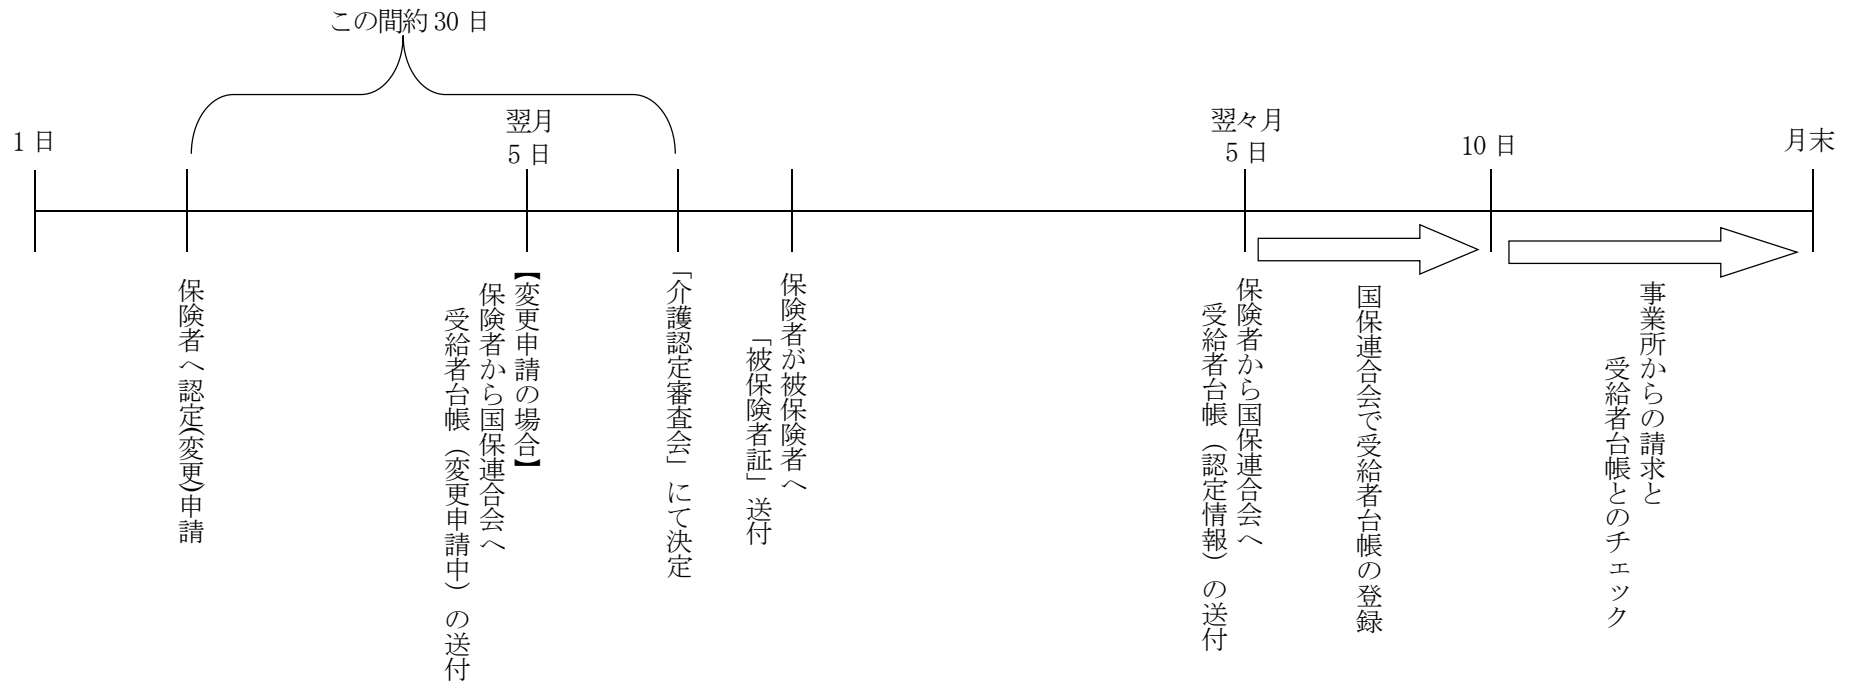 この間約 30 日
1 日
翌月
5 日
翌々月
5 日
10 日
月末
保険者へ認定(変更)申請
【変更申請の場合】
保険者から国保連合会へ
受給者台帳（変更申請中）の送付
「介護認定審査会」にて決定
保険者が被保険者へ
「被保険者証」送付
保険者から国保連合会へ
受給者台帳（認定情報）の送付
国保連合会で受給者台帳の登録
事業所からの請求と
受給者台帳とのチェック